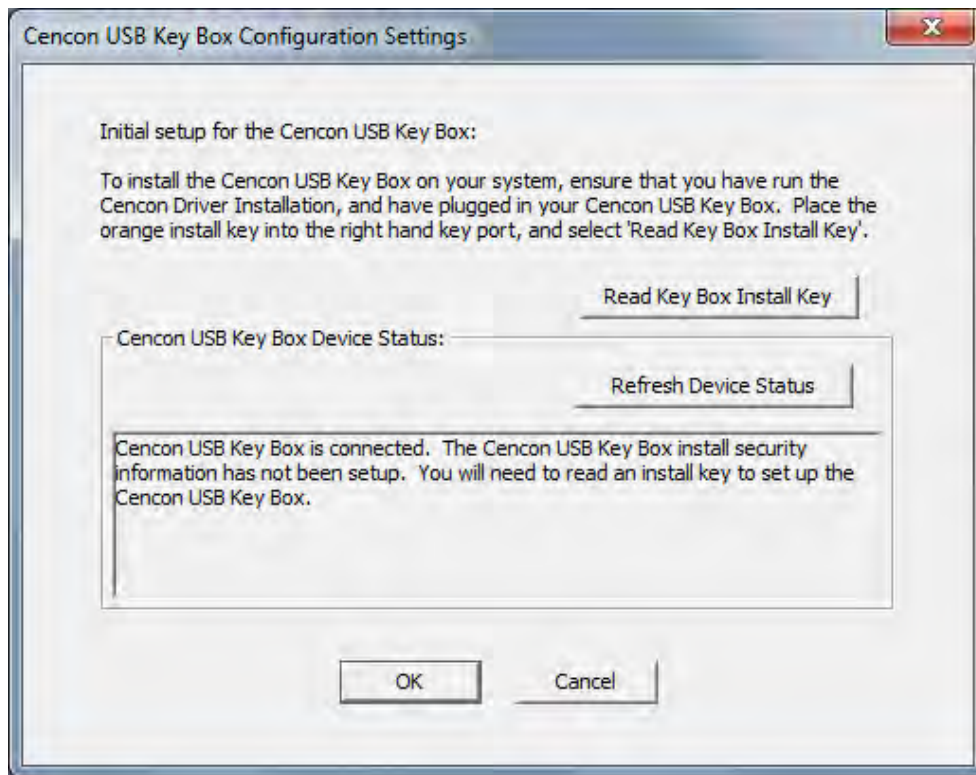 Cencon USB Key Box Configuration Settings
Initial setup for the Cencon USB Key Box:
To install the Cencon USB Key Box on your system, ensure that you have run the
Cencon Driver Installation, and have plugged in your Cencon USB Key Box. Place the
orange install key into the right hand key port, and select 'Read Key Box Install Key'.
Read Key Box Install Key
Cencon USB Key Box Device Status:
Refresh Device Status
Cencon USB Key Box is connected. The Cencon USB Key Box install security
information has not been setup. You will need to read an install key to set up the
Cencon USB Key Box.
OK
Cancel